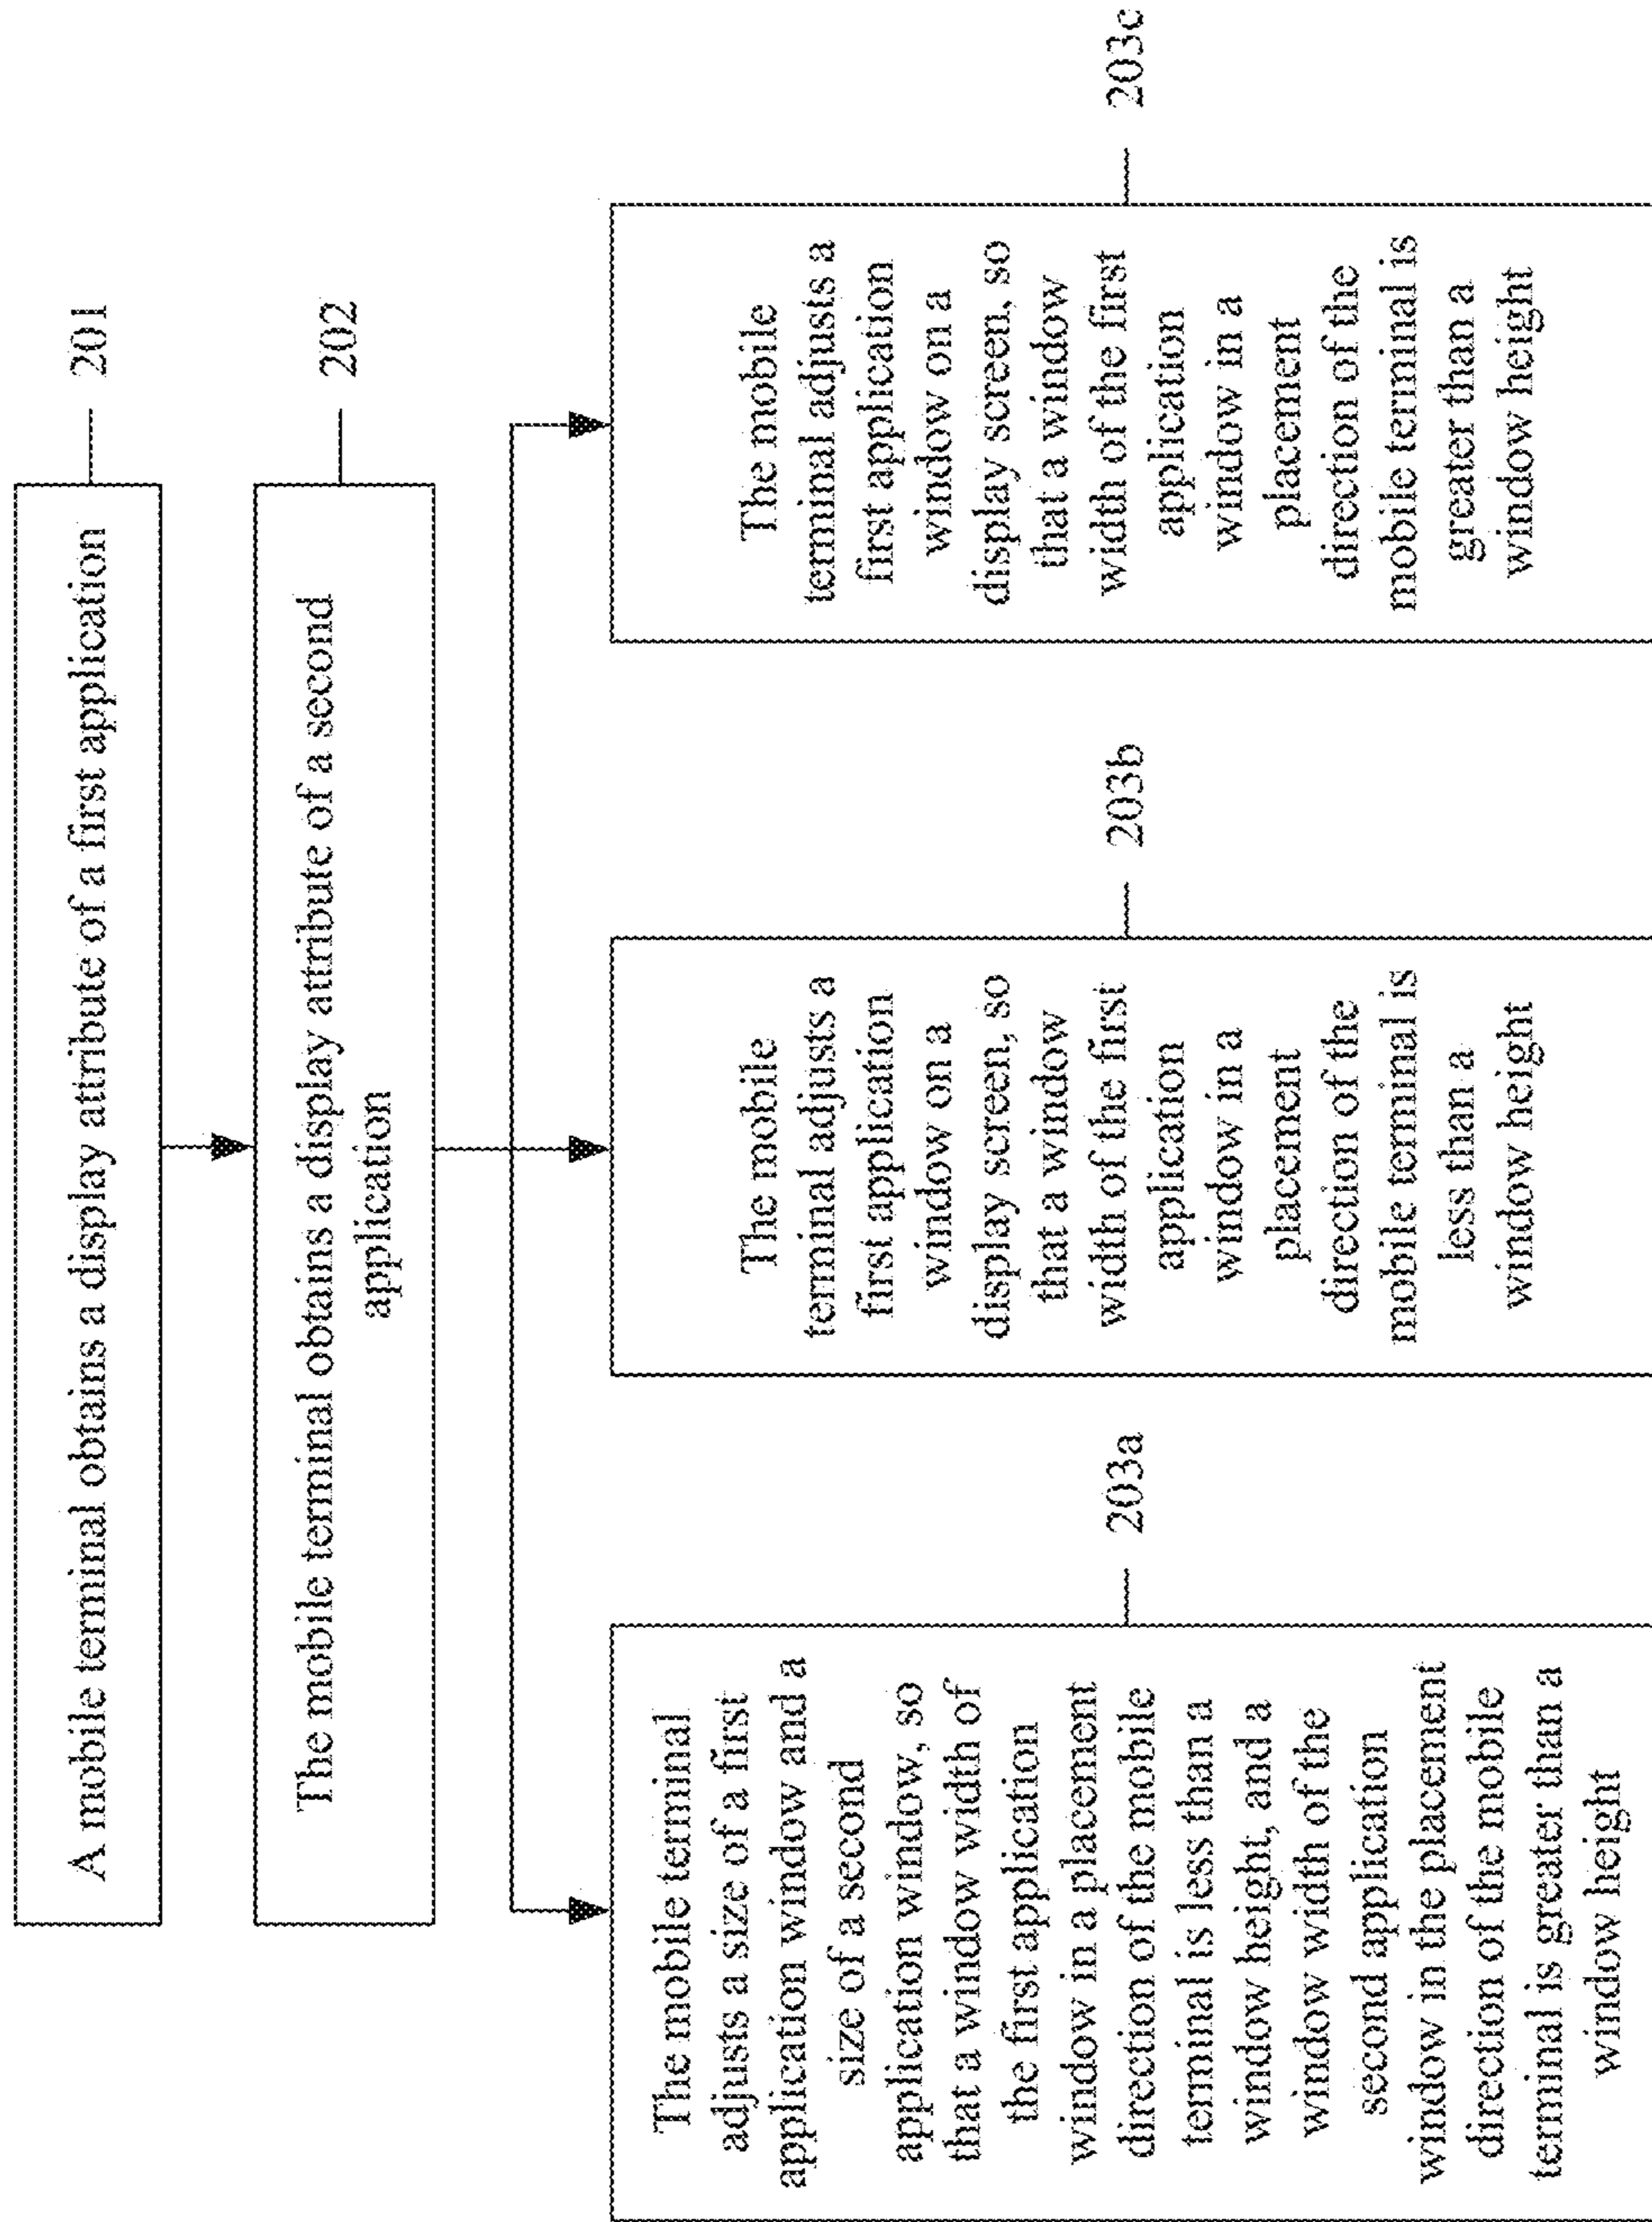 A mobile terminal obtains a display attribute of a first application
201
The mobile terminal obtains a display attribute of a second
application
202
The mobile terminal
adjusts a size of a first
application window and a
size of a second
application window, so
that a window width of
the first application
window in a placement
direction of the mobile
terminal is less than a
window height, and a
window width of the
second application
window in the placement
direction of the mobile
terminal is greater than a
window height
203a
The mobile
terminal adjusts a
first application
window on a
display screen, so
that a window
width of the first
application
window in a
placement
direction of the
mobile terminal is
less than a
window height
203b
The mobile
terminal adjusts a
first application
window on a
display screen, so
that a window
width of the first
application
window in a
placement
direction of the
mobile terminal is
greater than a
window height
203c